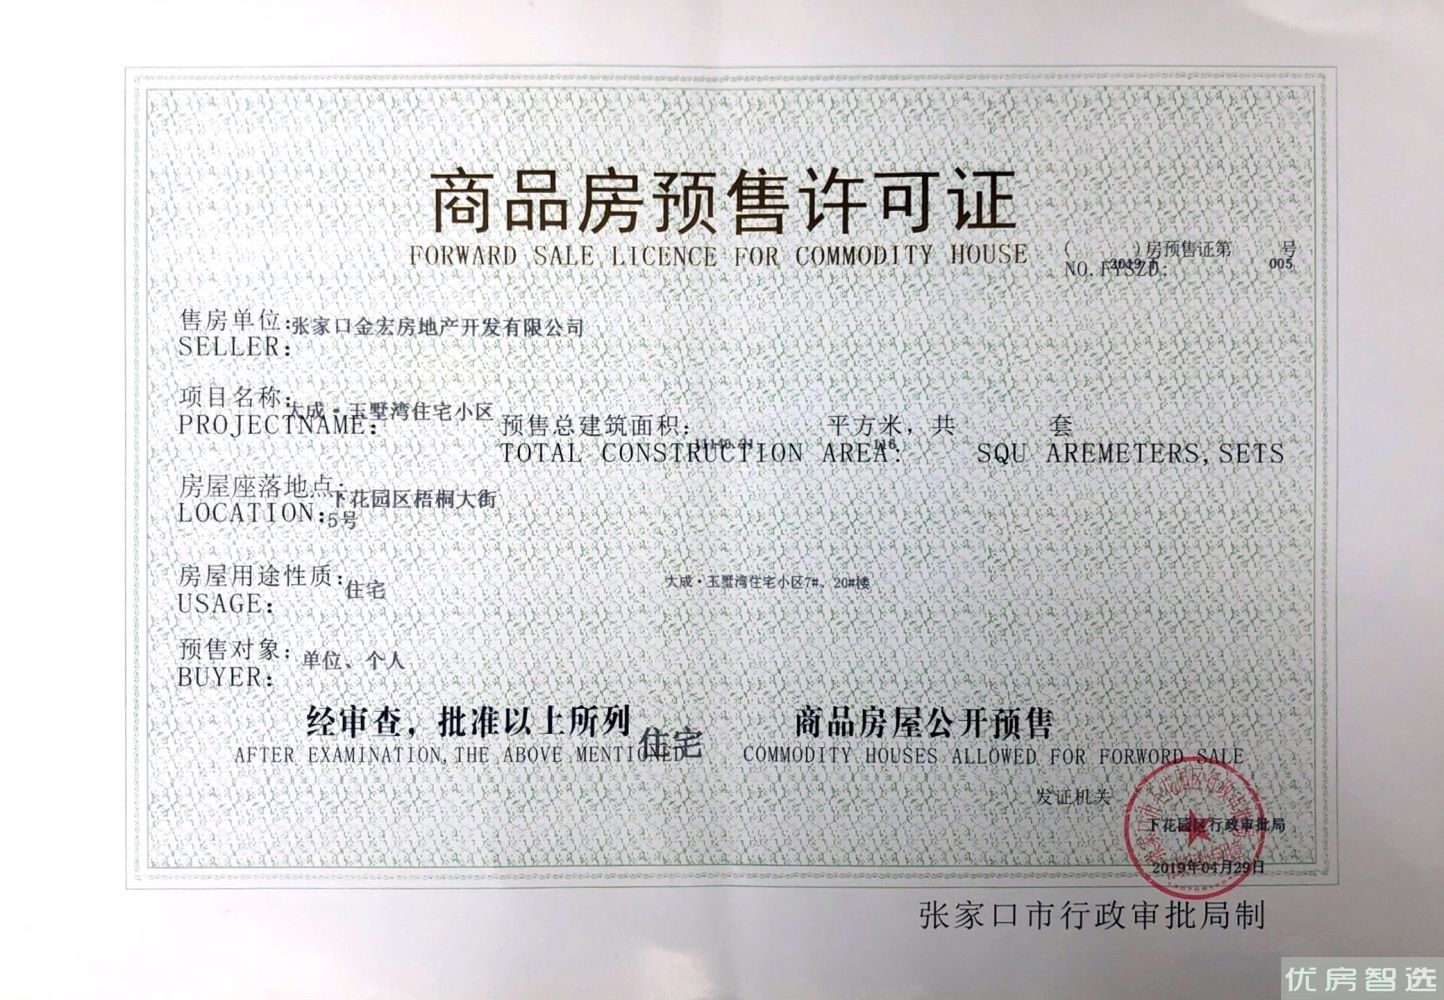 商品房预售许可证
FORWARD SALE LICENCE FOR COMMODITY HOUSE
( 2019 下 ) 房预售证第 005 号
NO.FYSZD:
售房单位: 张家口金宏房地产开发有限公司
SELLER:
项目名称: 大成·玉墅湾住宅小区
PROJECTNAME:
预售总建筑面积: 平方米，共 116 套
TOTAL CONSTRUCTION AREA: SQU AREMETERS,SETS
房屋座落地点: 下花园区梧桐大街
LOCATION: 5号
房屋用途性质: 住宅
USAGE:
大成·玉墅湾住宅小区7#、20#楼
预售对象: 单位、个人
BUYER:
经审查，批准以上所列 住宅 商品房屋公开预售
AFTER EXAMINATION,THE ABOVE MENTIONED COMMODITY HOUSES ALLOWED FOR FORWORD SALE
发证机关
下花园区行政审批局
2019年04月29日
张家口市行政审批局制
优房智选